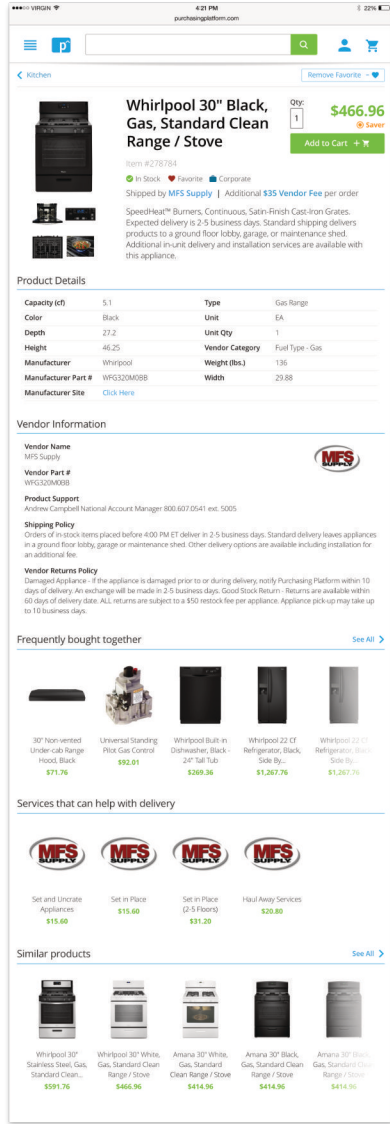 VIRGIN 4:21 PM 22%
purchasingplatform.com
p
Kitchen
Remove Favorite -
Whirlpool 30" Black,
Gas, Standard Clean
Range / Stove
Qty:
1
$466.96
Saver
Add to Cart +
Item #278784
In Stock Favorite Corporate
Shipped by MFS Supply | Additional $35 Vendor Fee per order
SpeedHeat™ Burners, Continuous, Satin-Finish Cast-Iron Grates.
Expected delivery is 2-5 business days. Standard shipping delivers
products to a ground floor lobby, garage, or maintenance shed.
Additional in-unit delivery and installation services are available with
this appliance.
Product Details
Capacity (cf) 5.1 Type Gas Range
Color Black Unit EA
Depth 27.2 Unit Qty 1
Height 46.25 Vendor Category Fuel Type - Gas
Manufacturer Whirlpool Weight (lbs.) 136
Manufacturer Part # WFG320M0BB Width 29.88
Manufacturer Site Click Here
Vendor Information
Vendor Name
MFS Supply
MFS
SUPPLY
Vendor Part #
WFG320M0BB
Product Support
Andrew Campbell National Account Manager 800.607.0541 ext. 5005
Shipping Policy
Orders of in-stock items placed before 4:00 PM ET deliver in 2-5 business days. Standard delivery leaves appliances
in a ground floor lobby, garage or maintenance shed. Other delivery options are available including installation for
an additional fee.
Vendor Returns Policy
Damaged Appliance - If the appliance is damaged prior to or during delivery, notify Purchasing Platform within 10
days of delivery. An exchange will be made in 2-5 business days. Good Stock Return - Returns are available within
60 days of delivery date. ALL returns are subject to a $50 restock fee per appliance. Appliance pick-up may take up
to 10 business days.
Frequently bought together
See All
30" Non-vented
Under-cab Range
Hood, Black
$71.76
Universal Standing
Pilot Gas Control
$92.01
Whirlpool Built-in
Dishwasher, Black -
24" Tall Tub
$269.36
Whirlpool 22 Cf
Refrigerator, Black,
Side By...
$1,267.76
Whirlpool 22 Cf
Refrigerator, Black,
Side By...
$1,267.76
Services that can help with delivery
MFS
SUPPLY
MFS
SUPPLY
MFS
SUPPLY
MFS
SUPPLY
Set and Uncrate
Appliances
$15.60
Set in Place
$15.60
Set in Place
(2-5 Floors)
$31.20
Haul Away Services
$20.80
Similar products
See All
Whirlpool 30"
Stainless Steel, Gas,
Standard Clean...
$591.76
Whirlpool 30" White,
Gas, Standard Clean
Range / Stove
$466.96
Amana 30" White,
Gas, Standard
Clean Range / Stove
$414.96
Amana 30" Black,
Gas, Standard Clean
Range / Stove
$414.96
Amana 30" Black,
Gas, Standard Clean
Range / Stove
$414.96